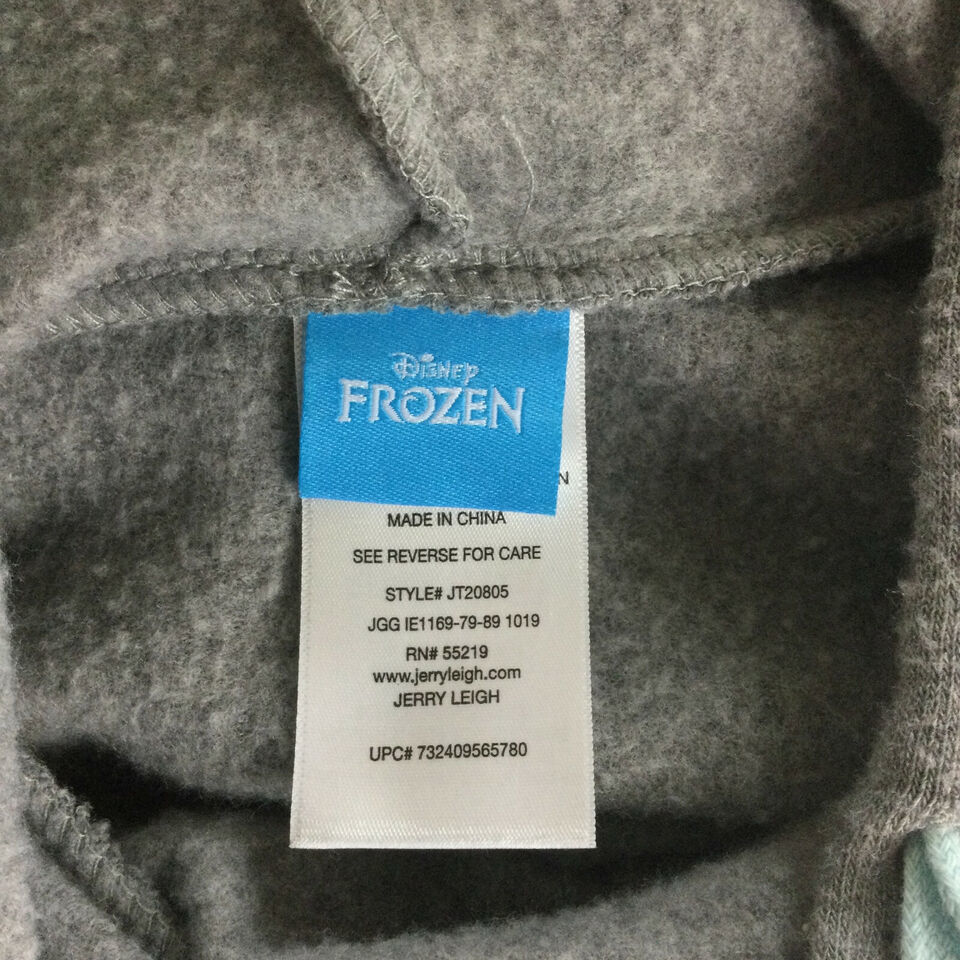 Disney
FROZEN
N
MADE IN CHINA
SEE REVERSE FOR CARE
STYLE# JT20805
JGG IE1169-79-89 1019
RN# 55219
www.jerryleigh.com
JERRY LEIGH
UPC# 732409565780